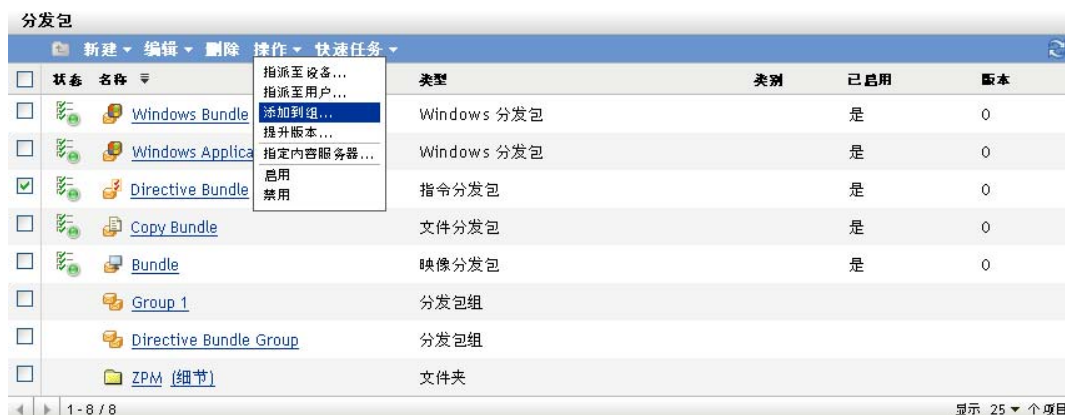 分发包
新建 编辑 删除 操作 快速任务
状态 名称 类型 类别 已启用 版本
指派至设备...
指派至用户...
添加到组...
提升版本...
指定内容服务器...
启用
禁用
Windows Bundle Windows 分发包 是 0
Windows Applica Windows 分发包 是 0
Directive Bundle 指令分发包 是 0
Copy Bundle 文件分发包 是 0
Bundle 映像分发包 是 0
Group 1 分发包组
Directive Bundle Group 分发包组
ZPM (细节) 文件夹
1 - 8 / 8 显示 25 个项目